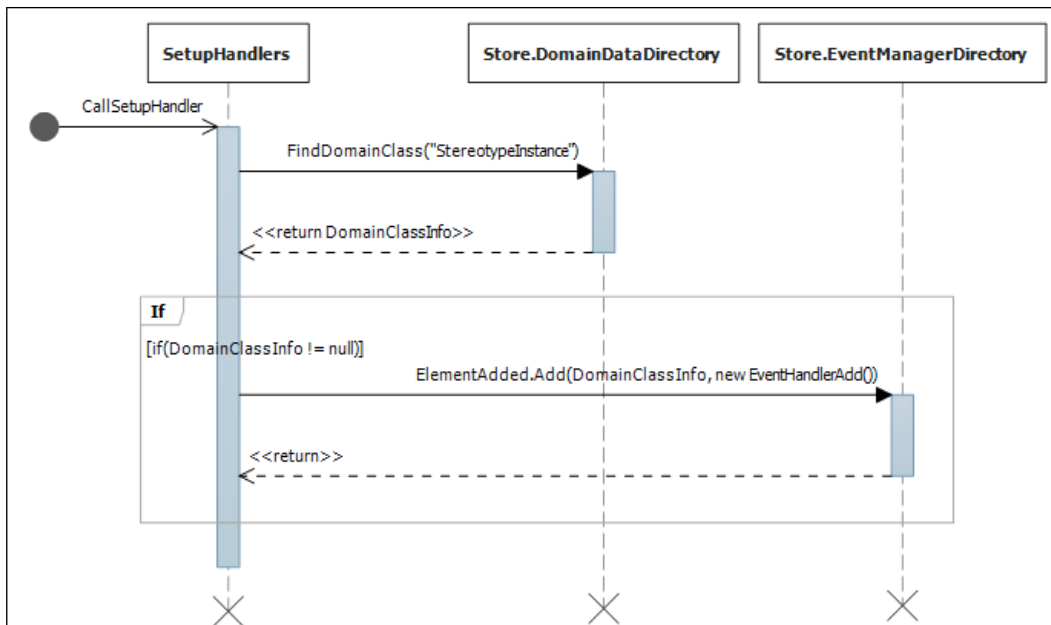 SetupHandlers
Store.DomainDataDirectory
Store.EventManagerDirectory
CallSetupHandler
FindDomainClass("StereotypeInstance")
<<return DomainClassInfo>>
If
[if(DomainClassInfo != null)]
ElementAdded.Add(DomainClassInfo, new EventHandlerAdd())
<<return>>